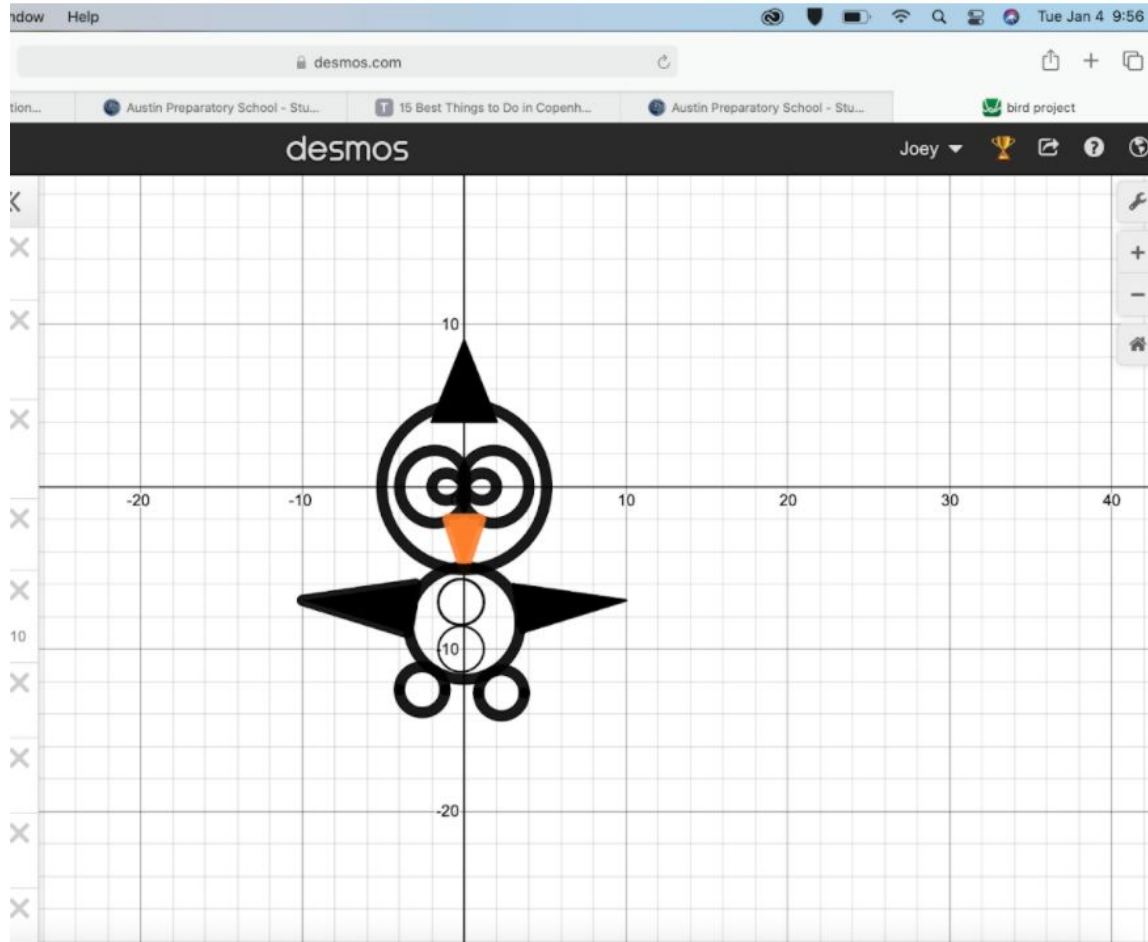 ndow Help Tue Jan 4 9:56
desmos.com
tion... Austin Preparatory School - Stu... T 15 Best Things to Do in Copenh... Austin Preparatory School - Stu... bird project
desmos Joey
10
-20 -10 0 10 20 30 40
10
-10
-20